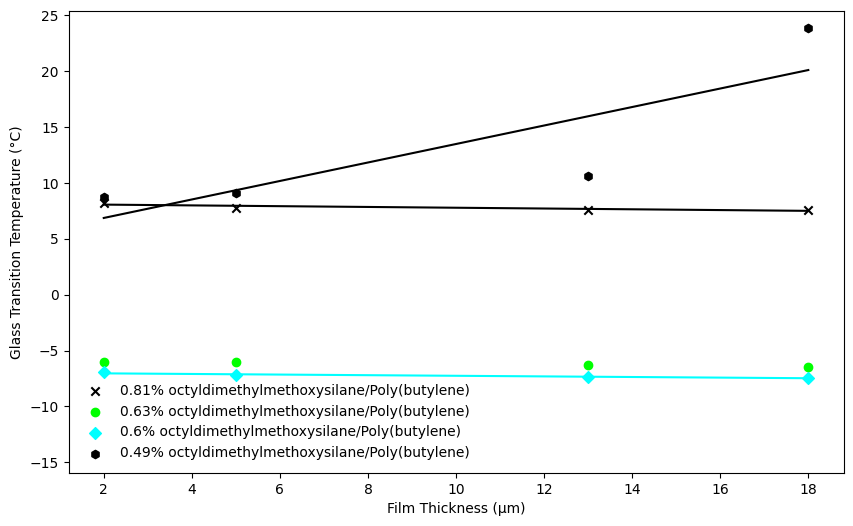 25
20
15
10
5
0
−5
−10
−15
Glass Transition Temperature (°C)
0.81% octyldimethylmethoxysilane/Poly(butylene)
0.63% octyldimethylmethoxysilane/Poly(butylene)
0.6% octyldimethylmethoxysilane/Poly(butylene)
0.49% octyldimethylmethoxysilane/Poly(butylene)
2 4 6 8 10 12 14 16 18
Film Thickness (μm)